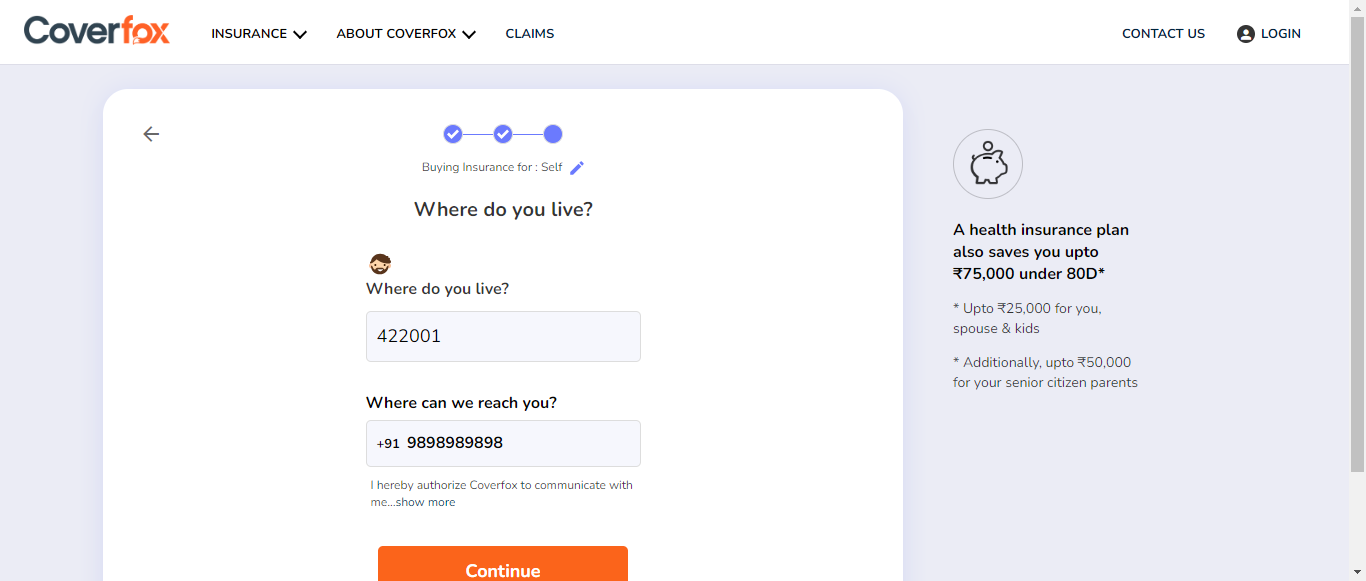 Coverfox
INSURANCE
ABOUT COVERFOX
CLAIMS
CONTACT US
LOGIN
Buying Insurance for : Self
Where do you live?
Where do you live?
422001
Where can we reach you?
+91 9898989898
I hereby authorize Coverfox to communicate with
me...show more
Continue
A health insurance plan
also saves you upto
₹75,000 under 80D*
* Upto ₹25,000 for you,
spouse & kids
* Additionally, upto ₹50,000
for your senior citizen parents